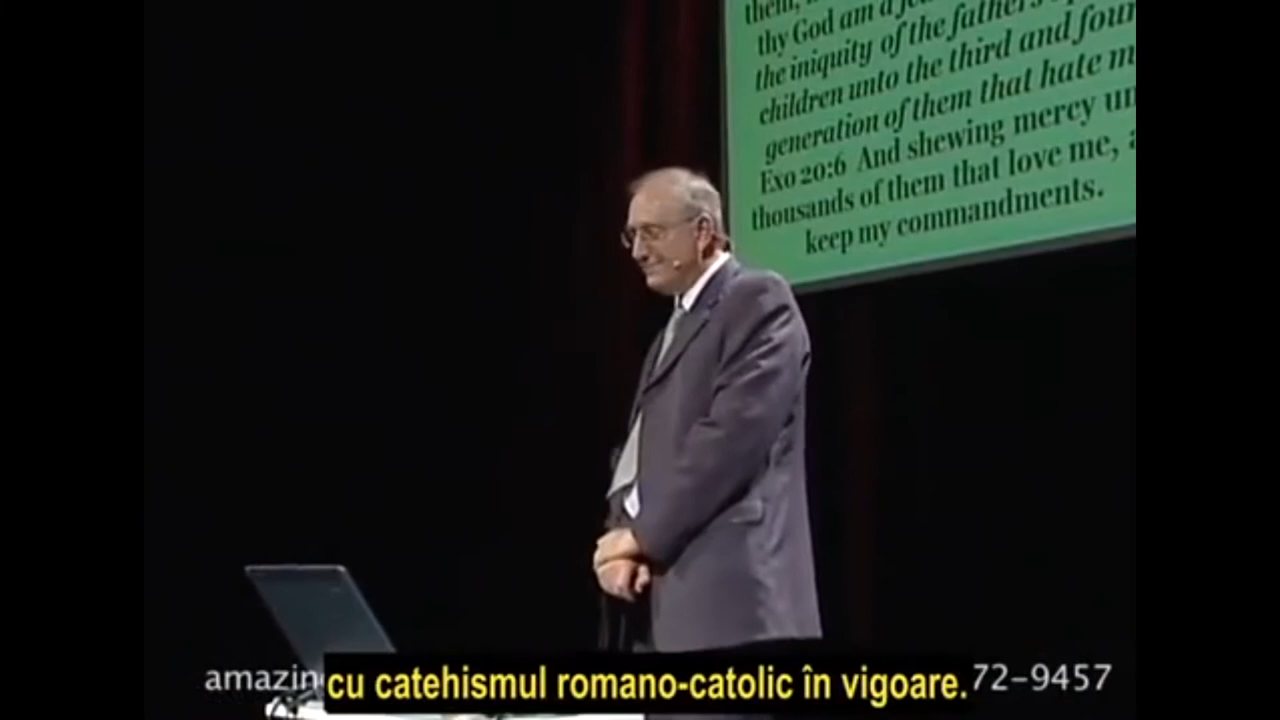 thy God am a
the iniquity of the fathers
children unto the third and
generation of them that hate
Exo 20:6 And shewing mercy
thousands of them that love me,
keep my commandments.
cu catehismul romano-catolic în vigoare.
72-9457